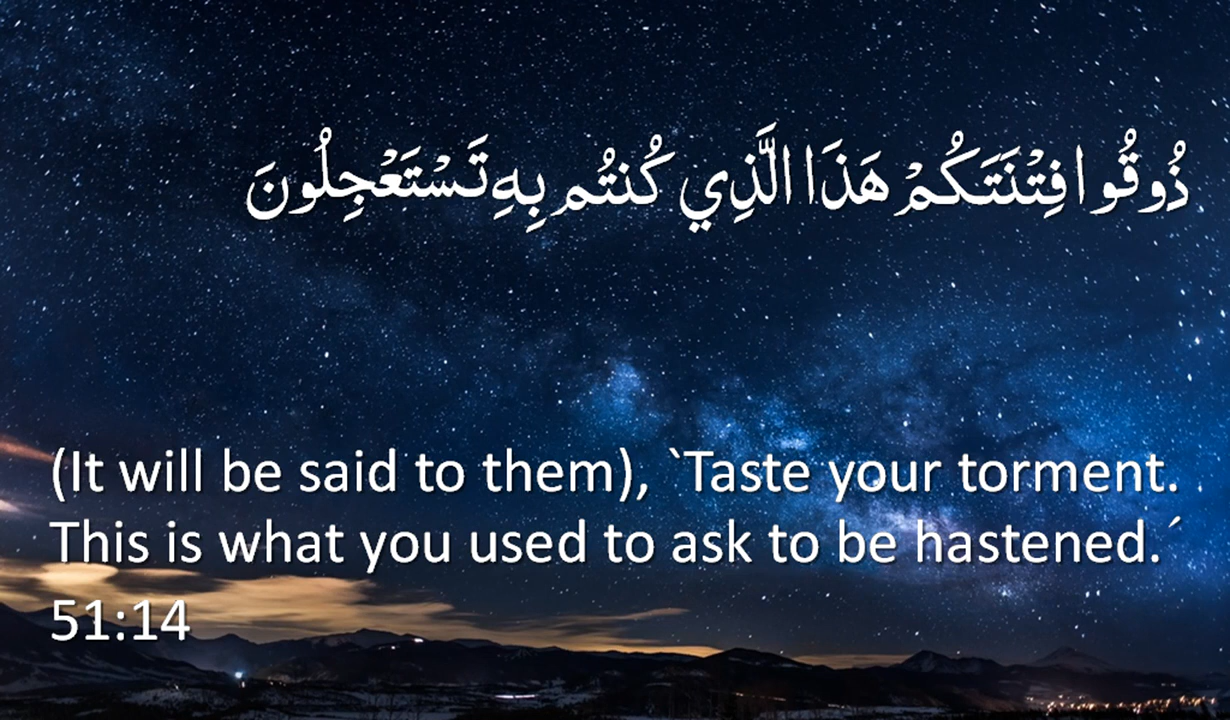 ذُوقُوا فِتْنَتَكُمْ هَذَا الَّذِي كُنتُم بِهِ تَسْتَعْجِلُونَ
(It will be said to them), `Taste your torment.
This is what you used to ask to be hastened.´
51:14